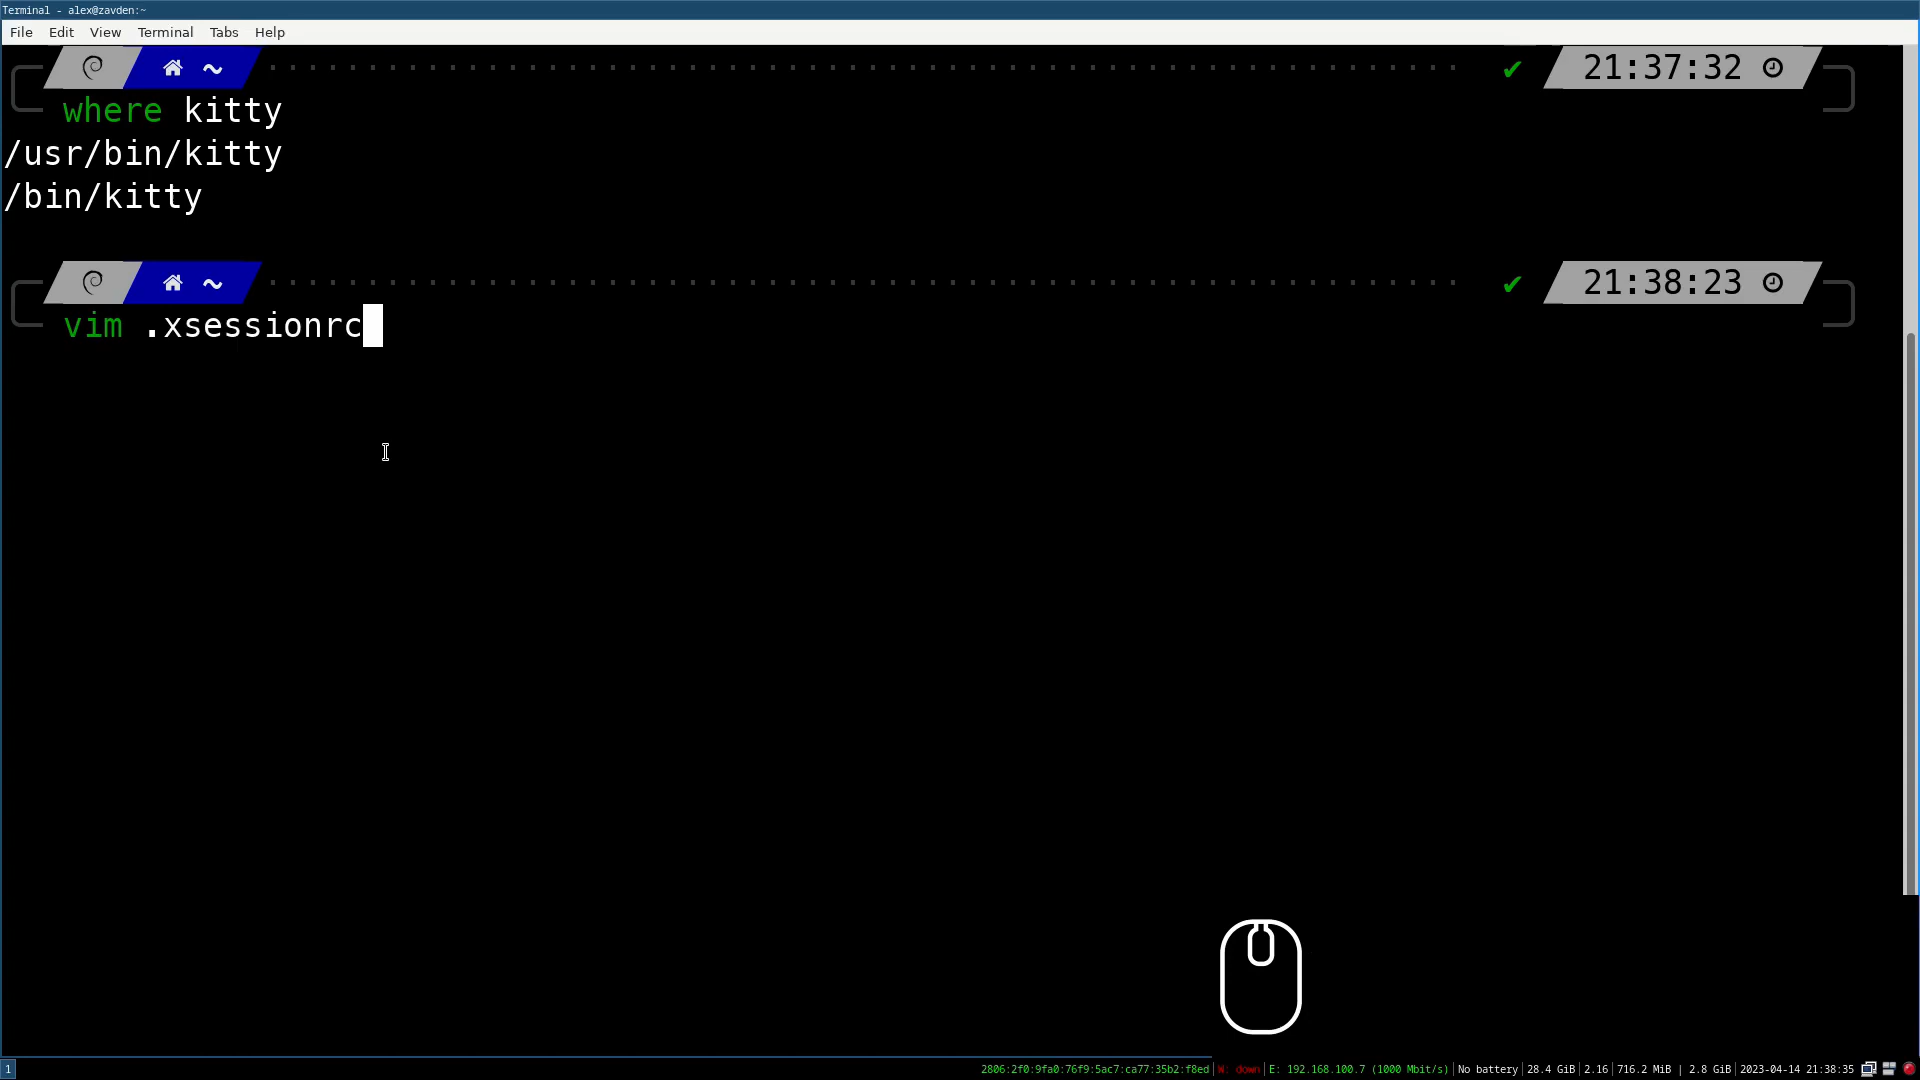 Terminal - alex@zavden:~
File Edit View Terminal Tabs Help
~ ✔ 21:37:32
where kitty
/usr/bin/kitty
/bin/kitty
~ ✔ 21:38:23
vim .xsessionrc
1 2806:2f0:9fa0:76f9:5ac7:ca77:35b2:f8ed W: down E: 192.168.100.7 (1000 Mbit/s) No battery 28.4 GiB 2.16 716.2 MiB | 2.8 GiB 2023-04-14 21:38:35